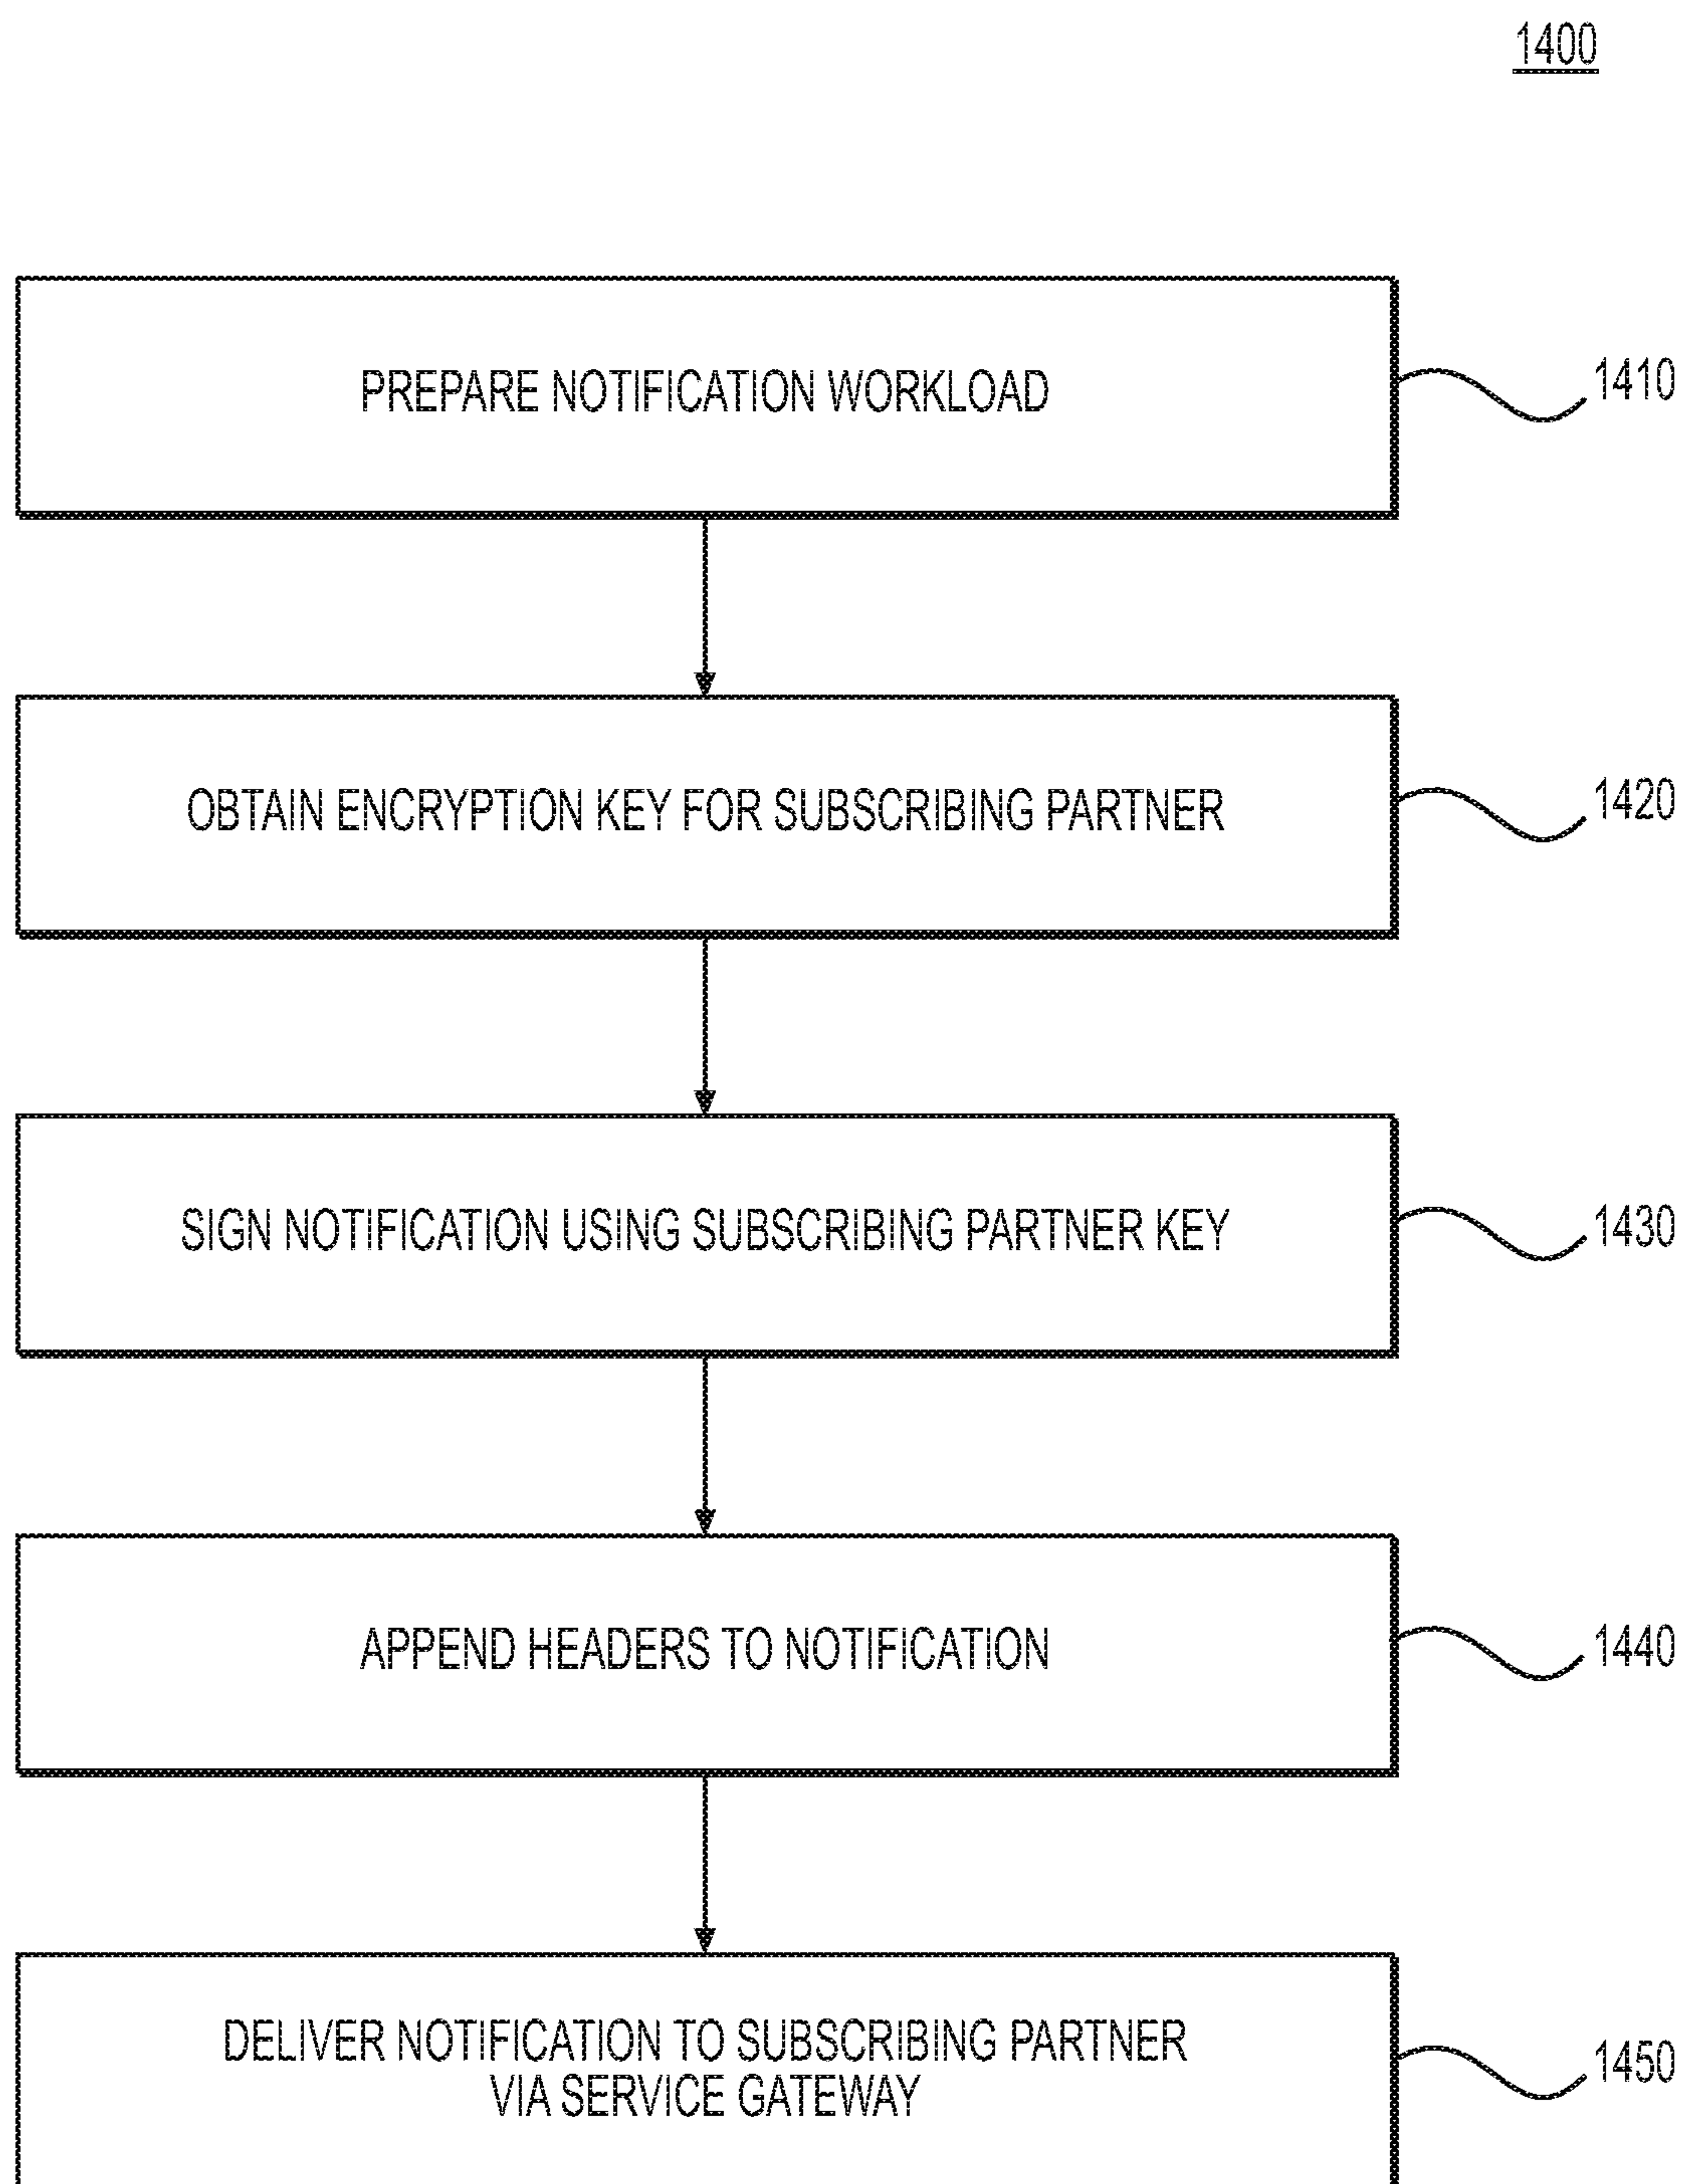 1400
PREPARE NOTIFICATION WORKLOAD
1410
OBTAIN ENCRYPTION KEY FOR SUBSCRIBING PARTNER
1420
SIGN NOTIFICATION USING SUBSCRIBING PARTNER KEY
1430
APPEND HEADERS TO NOTIFICATION
1440
DELIVER NOTIFICATION TO SUBSCRIBING PARTNER
VIA SERVICE GATEWAY
1450